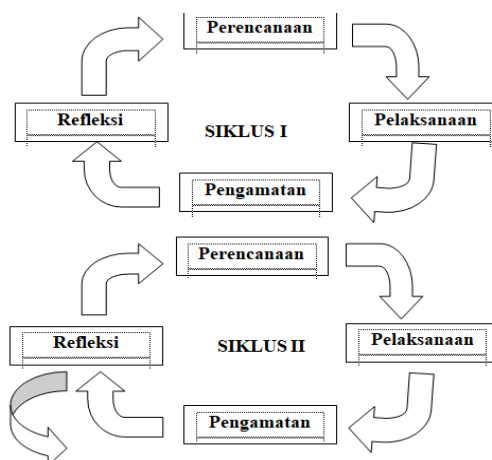 Perencanaan
Refleksi
SIKLUS I
Pelaksanaan
Pengamatan
Perencanaan
Refleksi
SIKLUS II
Pelaksanaan
Pengamatan